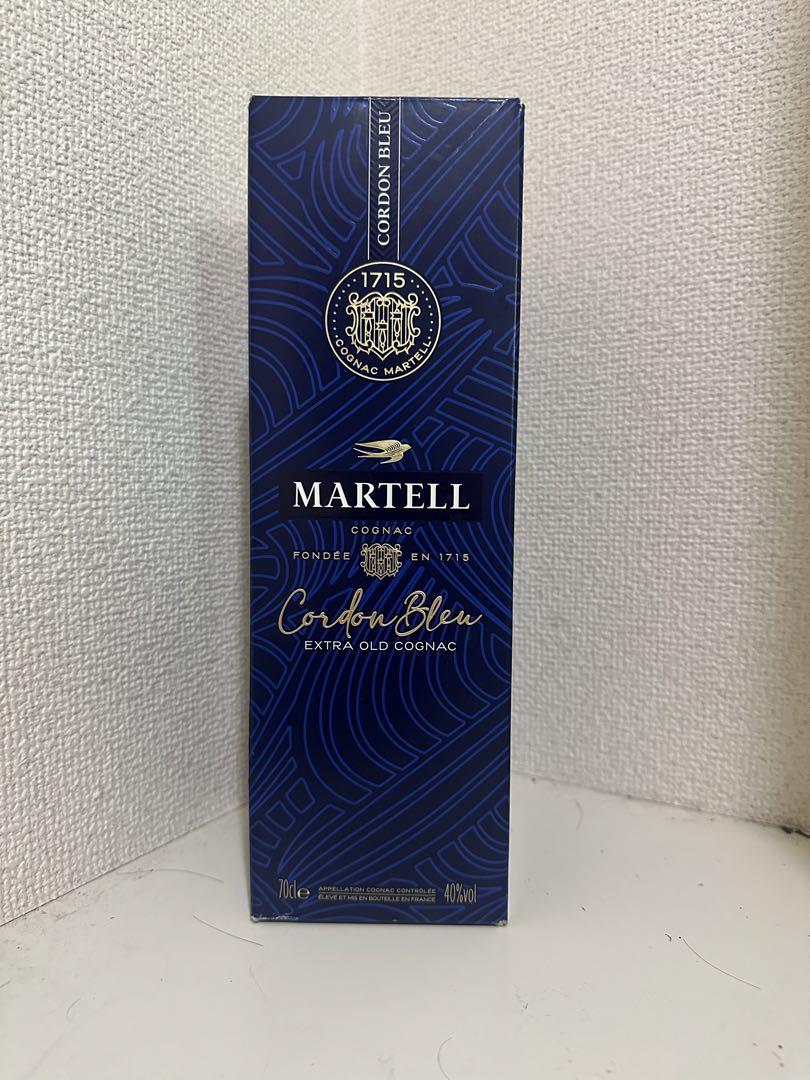 CORDON BLEU
1715
COGNAC MARTELL
MARTELL
COGNAC
FONDÉE EN 1715
Cordon Bleu
EXTRA OLD COGNAC
70cl e APPELLATION COGNAC CONTRÔLÉE 40%vol
ÉLEVÉ ET MIS EN BOUTEILLE EN FRANCE